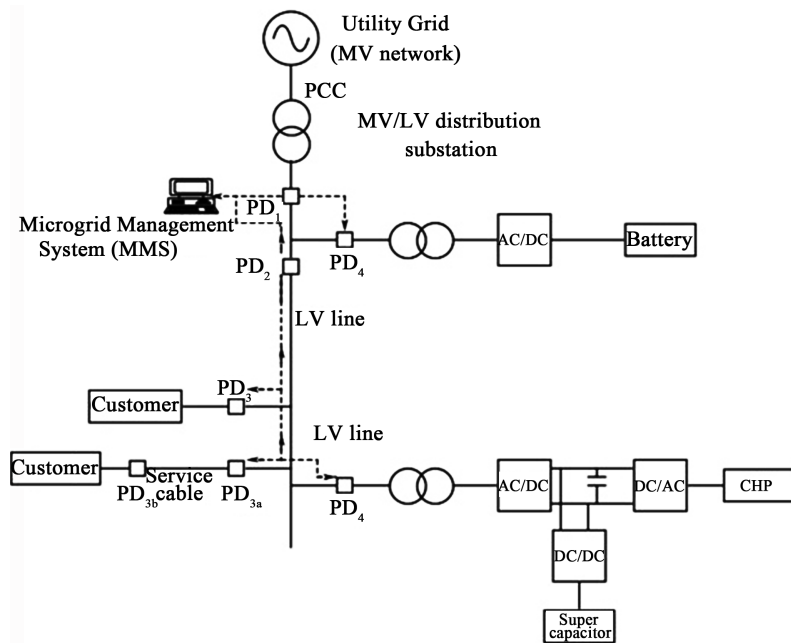 Utility Grid
(MV network)
PCC
MV/LV distribution
substation
PD1
Microgrid Management
System (MMS)
PD4
AC/DC
Battery
PD2
LV line
PD3
Customer
LV line
Customer
Service
cable
PD3b
PD3a
PD4
AC/DC
DC/AC
CHP
DC/DC
Super
capacitor